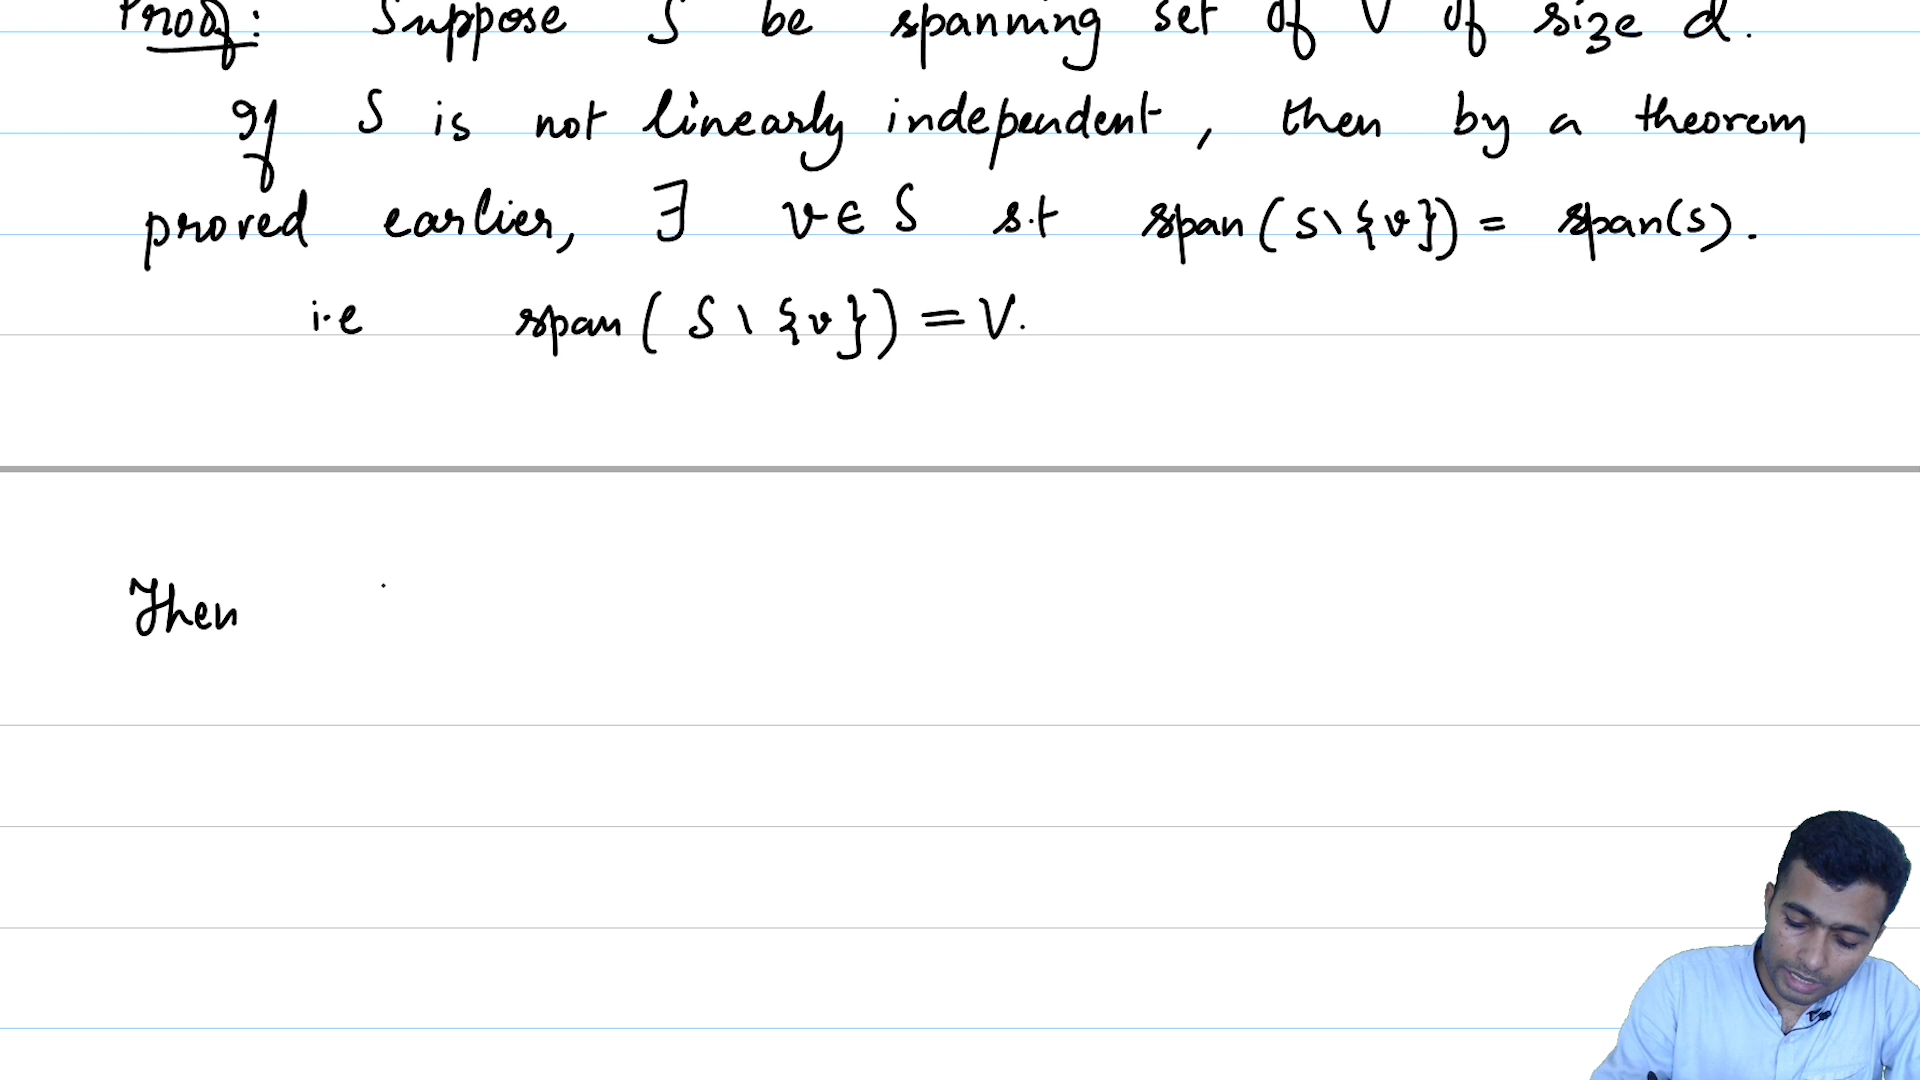 Proof: Suppose S be spanning set of V of size d.
If S is not linearly independent, then by a theorem
proved earlier, ∃ v ∈ S s.t span(S\{v}) = span(S).
i.e span(S\{v}) = V.
Then